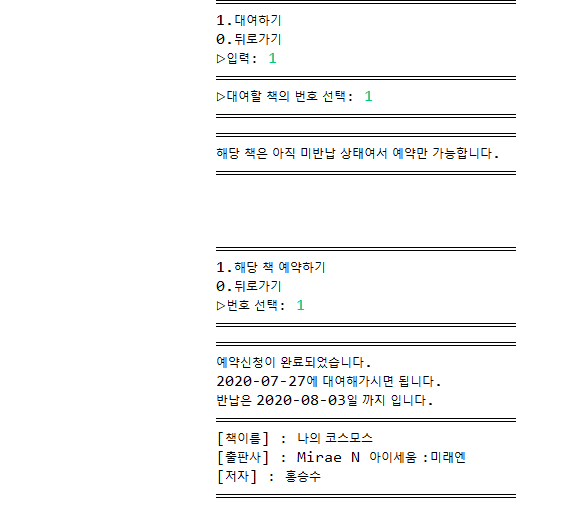 1.대여하기
0.뒤로가기
▷입력: 1
▷대여할 책의 번호 선택: 1
해당 책은 아직 미반납 상태여서 예약만 가능합니다.
1.해당 책 예약하기
0.뒤로가기
▷번호 선택: 1
예약신청이 완료되었습니다.
2020-07-27에 대여해가시면 됩니다.
반납은 2020-08-03일 까지 입니다.
[책이름] : 나의 코스모스
[출판사] : Mirae N 아이세움 :미래엔
[저자] : 홍승수